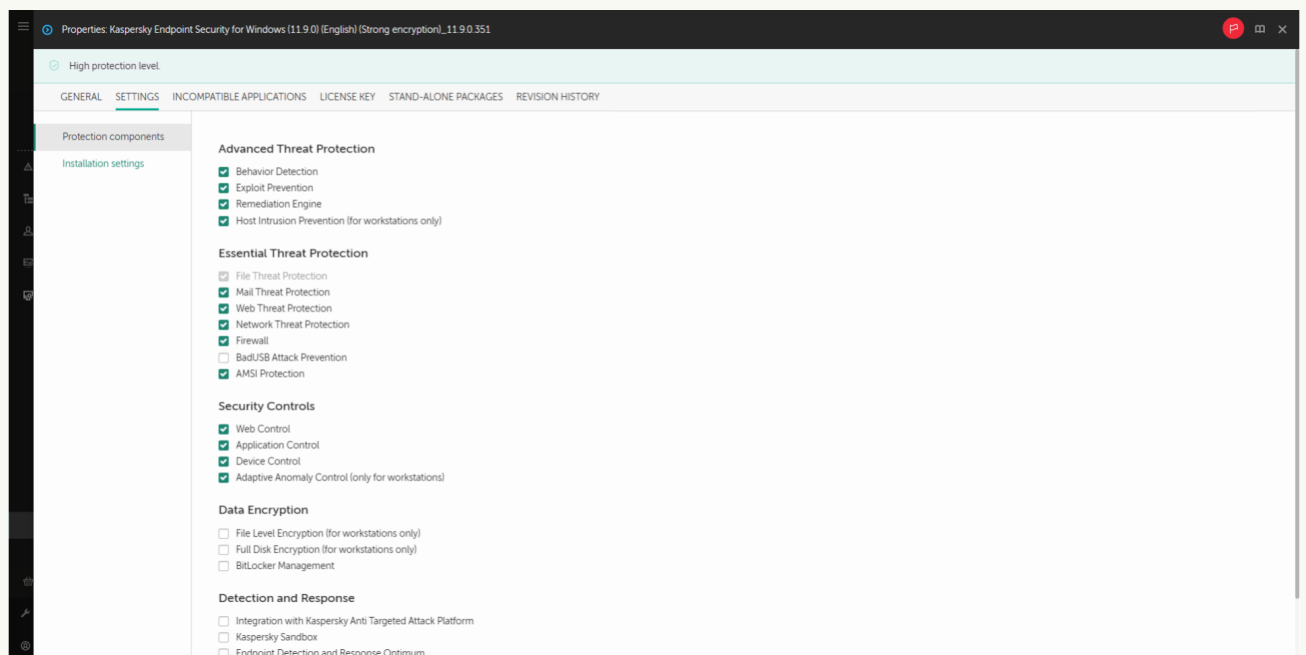 Properties: Kaspersky Endpoint Security for Windows (11.9.0) (English) (Strong encryption)_11.9.0.351
High protection level.
GENERAL SETTINGS INCOMPATIBLE APPLICATIONS LICENSE KEY STAND-ALONE PACKAGES REVISION HISTORY
Protection components
Installation settings
Advanced Threat Protection
Behavior Detection
Exploit Prevention
Remediation Engine
Host Intrusion Prevention (for workstations only)
Essential Threat Protection
File Threat Protection
Mail Threat Protection
Web Threat Protection
Network Threat Protection
Firewall
BadUSB Attack Prevention
AMSI Protection
Security Controls
Web Control
Application Control
Device Control
Adaptive Anomaly Control (only for workstations)
Data Encryption
File Level Encryption (for workstations only)
Full Disk Encryption (for workstations only)
BitLocker Management
Detection and Response
Integration with Kaspersky Anti Targeted Attack Platform
Kaspersky Sandbox
Endpoint Detection and Response Optimum